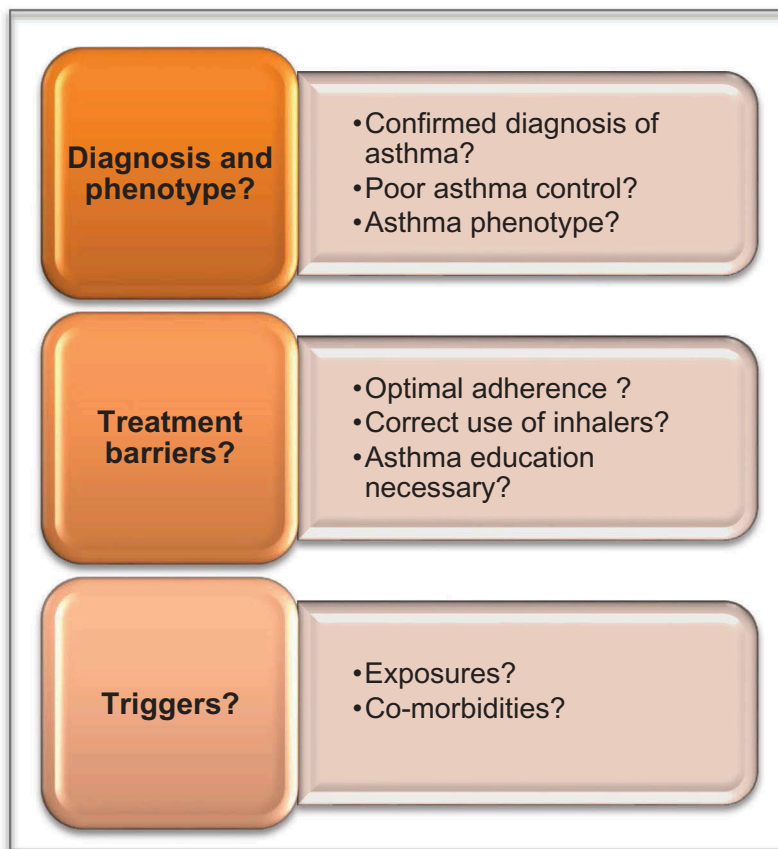 Diagnosis and
phenotype?
•Confirmed diagnosis of
asthma?
•Poor asthma control?
•Asthma phenotype?
Treatment
barriers?
•Optimal adherence ?
•Correct use of inhalers?
•Asthma education
necessary?
Triggers?
•Exposures?
•Co-morbidities?